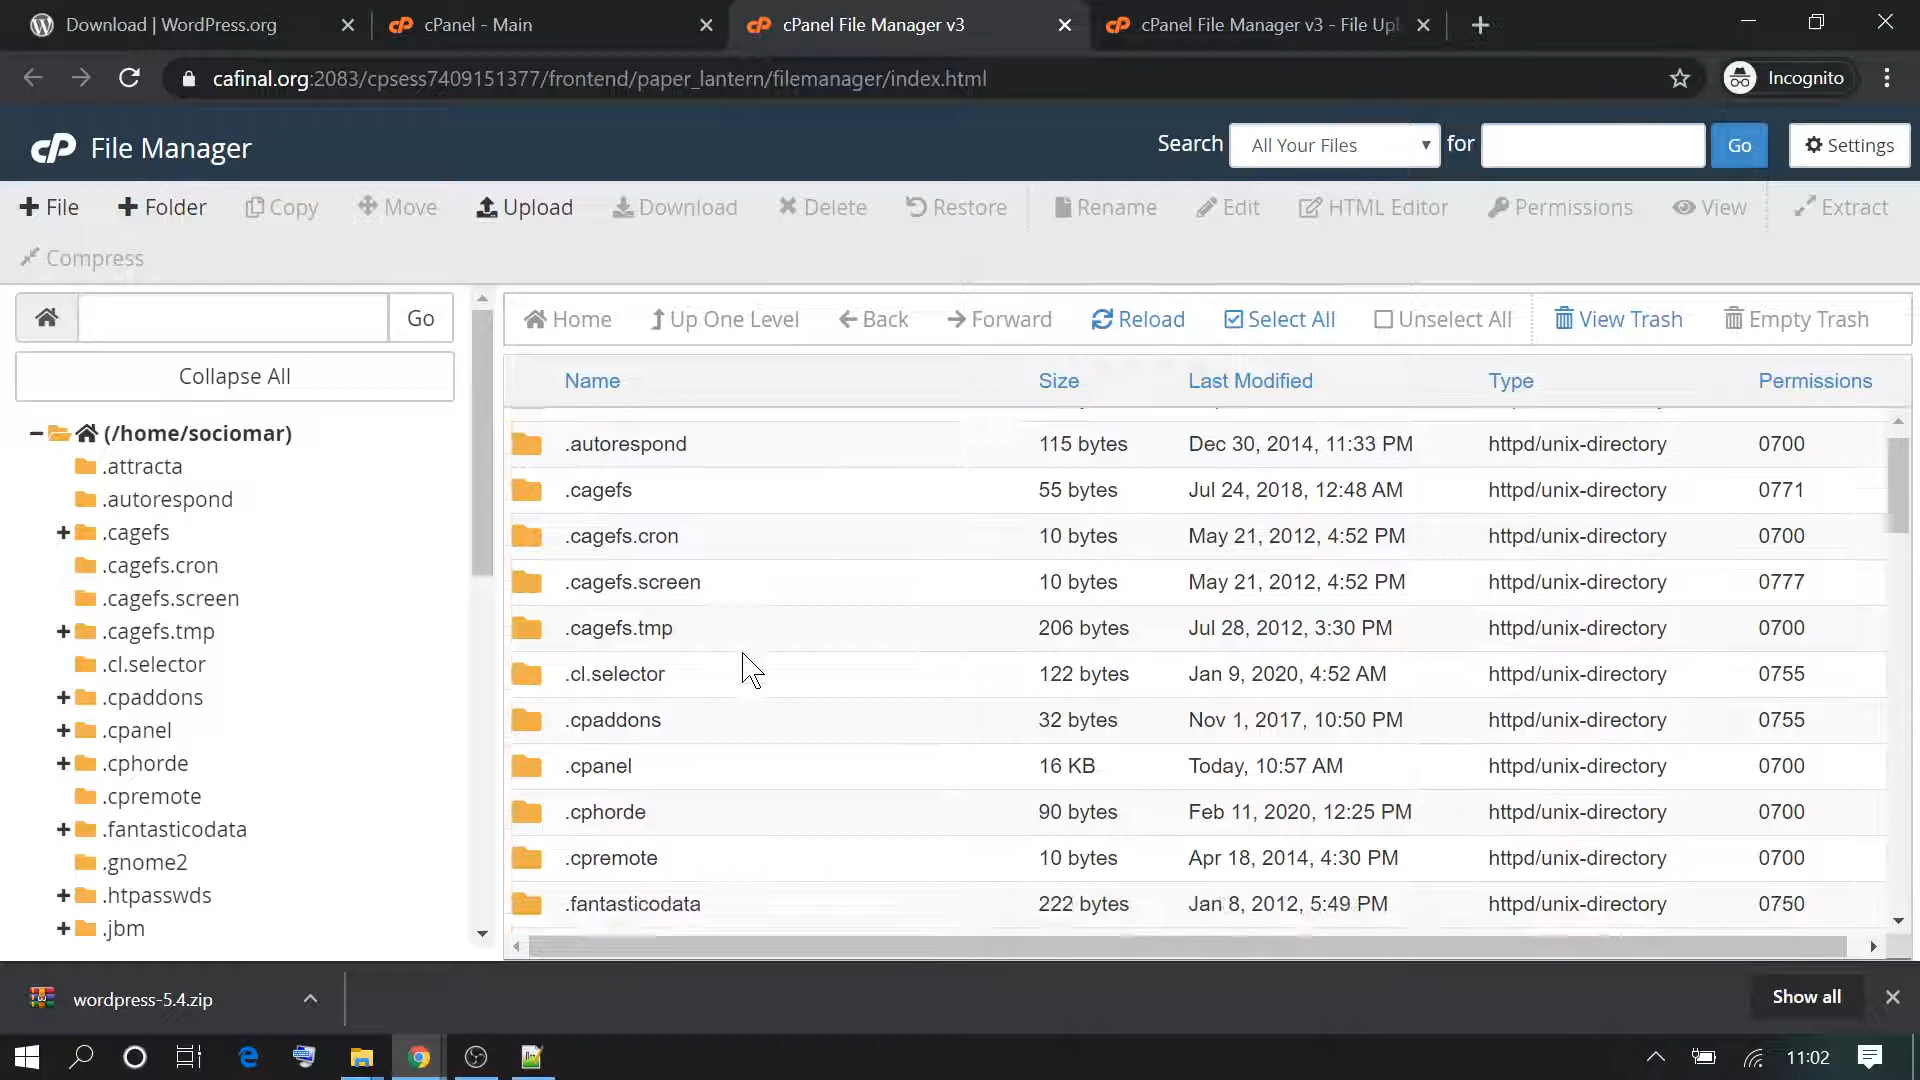 Download | WordPress.org
cPanel - Main
cPanel File Manager v3
cPanel File Manager v3 - File Upl
cafinal.org:2083/cpsess7409151377/frontend/paper_lantern/filemanager/index.html
Incognito
cP File Manager
Search All Your Files for Go Settings
File Folder Copy Move Upload Download Delete Restore Rename Edit HTML Editor Permissions View Extract
Compress
Go
Collapse All
(/home/sociomar)
.attracta
.autorespond
.cagefs
.cagefs.cron
.cagefs.screen
.cagefs.tmp
.cl.selector
.cpaddons
.cpanel
.cphorde
.cpremote
.fantasticodata
.gnome2
.htpasswds
.jbm
Home Up One Level Back Forward Reload Select All Unselect All View Trash Empty Trash
Name Size Last Modified Type Permissions
.autorespond 115 bytes Dec 30, 2014, 11:33 PM httpd/unix-directory 0700
.cagefs 55 bytes Jul 24, 2018, 12:48 AM httpd/unix-directory 0771
.cagefs.cron 10 bytes May 21, 2012, 4:52 PM httpd/unix-directory 0700
.cagefs.screen 10 bytes May 21, 2012, 4:52 PM httpd/unix-directory 0777
.cagefs.tmp 206 bytes Jul 28, 2012, 3:30 PM httpd/unix-directory 0700
.cl.selector 122 bytes Jan 9, 2020, 4:52 AM httpd/unix-directory 0755
.cpaddons 32 bytes Nov 1, 2017, 10:50 PM httpd/unix-directory 0755
.cpanel 16 KB Today, 10:57 AM httpd/unix-directory 0700
.cphorde 90 bytes Feb 11, 2020, 12:25 PM httpd/unix-directory 0700
.cpremote 10 bytes Apr 18, 2014, 4:30 PM httpd/unix-directory 0700
.fantasticodata 222 bytes Jan 8, 2012, 5:49 PM httpd/unix-directory 0750
wordpress-5.4.zip
Show all
11:02